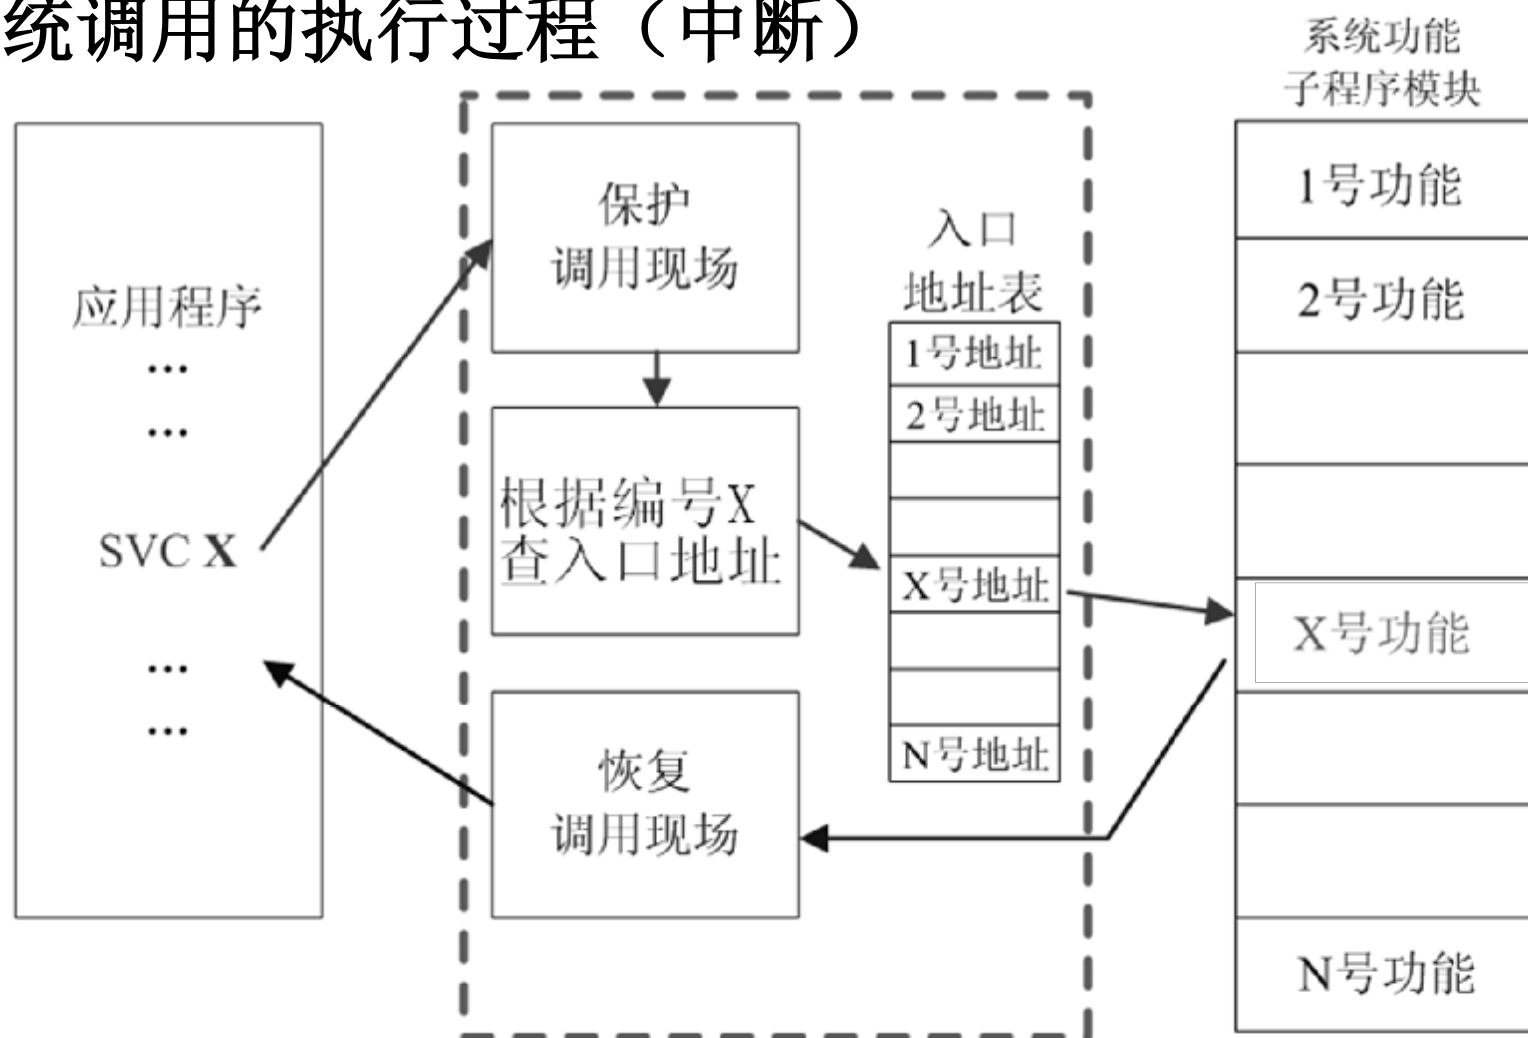 统调用的执行过程（中断）
应用程序
...
...
SVC X
...
...
保护
调用现场
根据编号X
查入口地址
恢复
调用现场
入口
地址表
1号地址
2号地址
X号地址
N号地址
系统功能
子程序模块
1号功能
2号功能
X号功能
N号功能